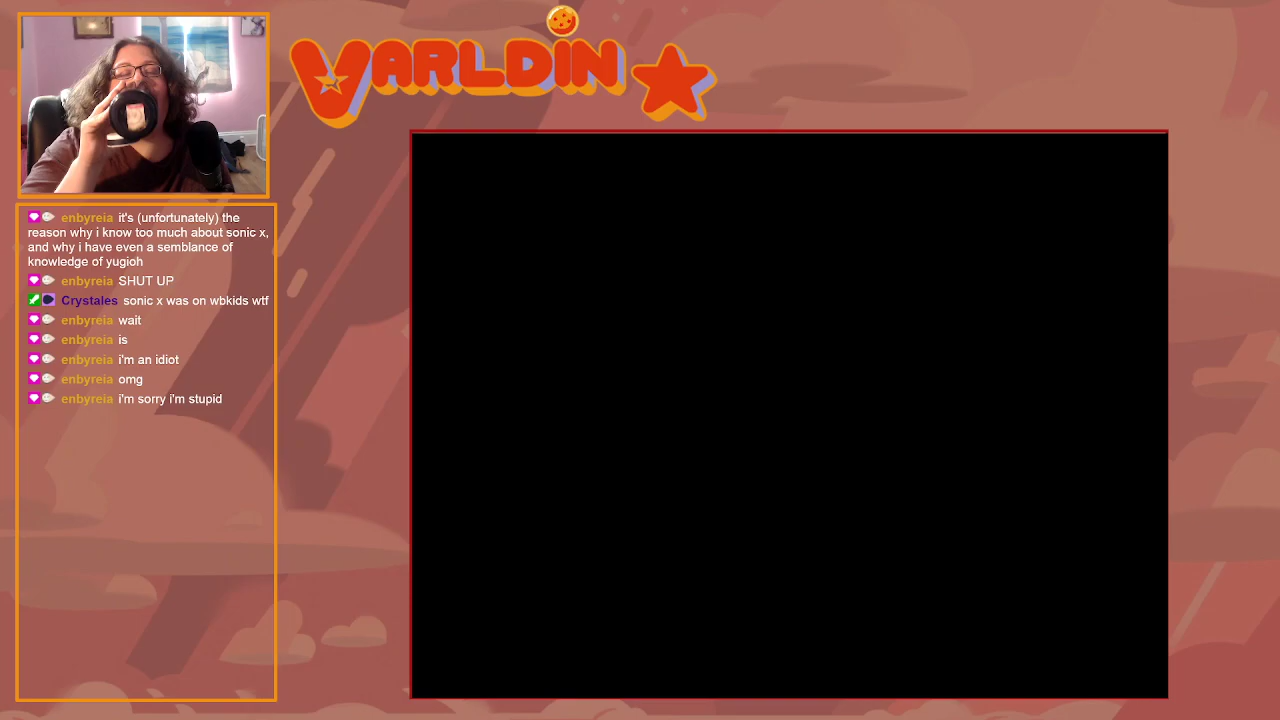 VARLDIN
enbyreia it's (unfortunately) the
reason why i know too much about sonic x,
and why i have even a semblance of
knowledge of yugioh
enbyreia SHUT UP
Crystales sonic x was on wbkids wtf
enbyreia wait
enbyreia is
enbyreia i'm an idiot
enbyreia omg
enbyreia i'm sorry i'm stupid